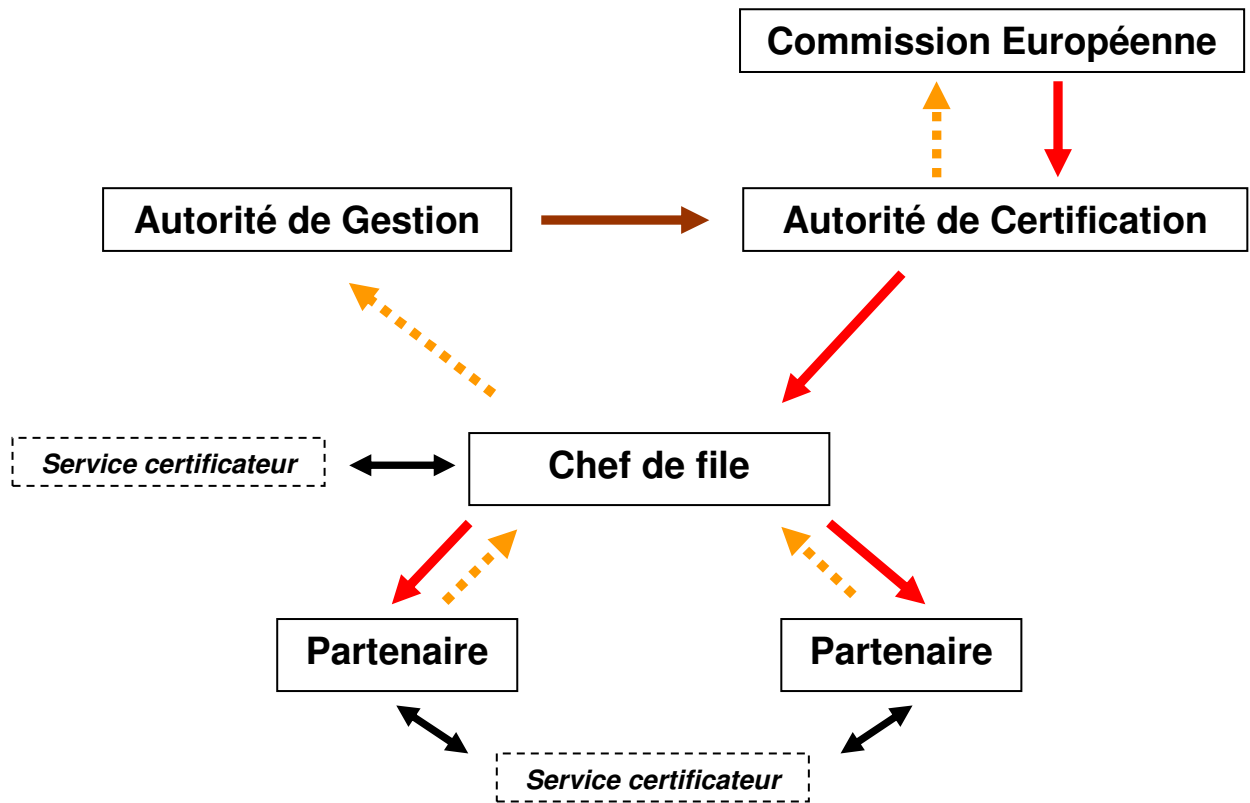 Commission Européenne
Autorité de Gestion
Autorité de Certification
Service certificateur
Chef de file
Partenaire
Partenaire
Service certificateur